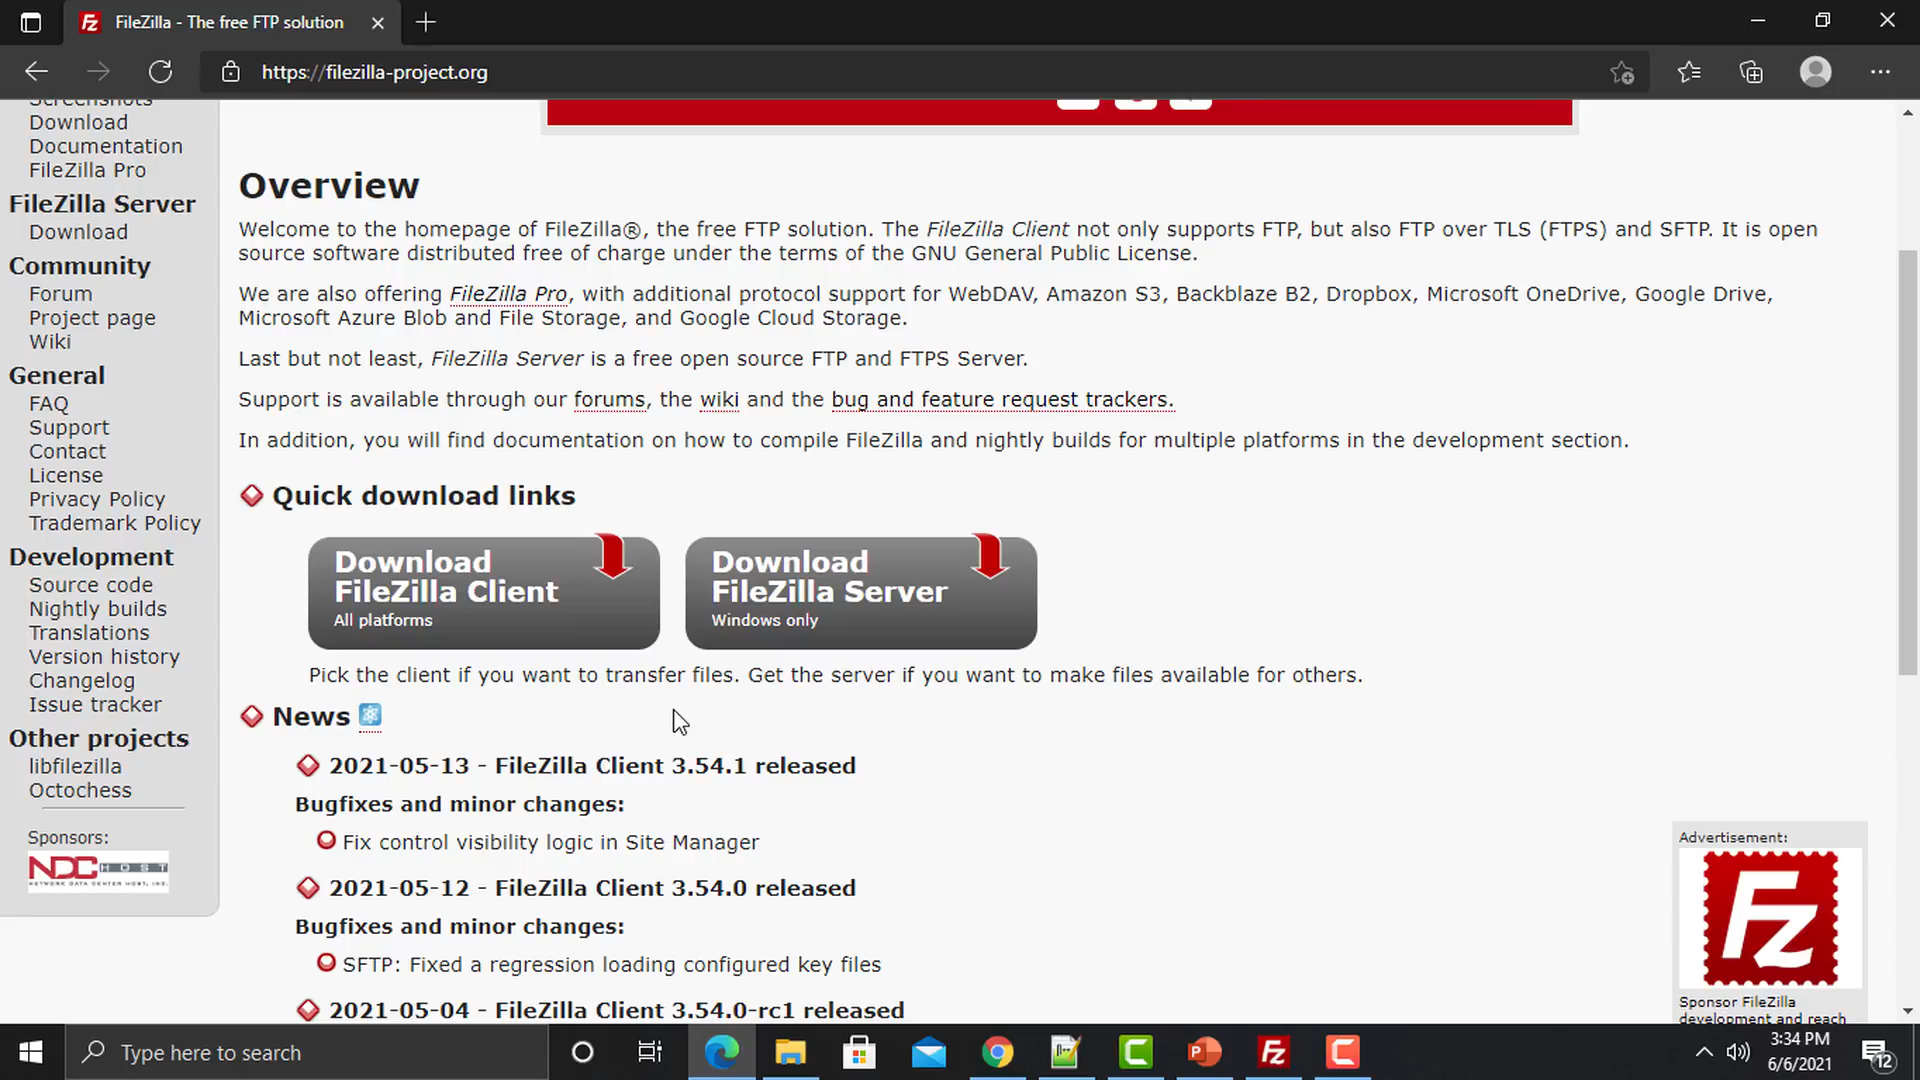 FileZilla - The free FTP solution
https://filezilla-project.org
Screenshots
Download
Documentation
FileZilla Pro
FileZilla Server
Download
Community
Forum
Project page
Wiki
General
FAQ
Support
Contact
License
Privacy Policy
Trademark Policy
Development
Source code
Nightly builds
Translations
Version history
Changelog
Issue tracker
Other projects
libfilezilla
Octochess
Sponsors:
NDC HOST
NETWORK DATA CENTER HOST, INC.
Overview
Welcome to the homepage of FileZilla®, the free FTP solution. The FileZilla Client not only supports FTP, but also FTP over TLS (FTPS) and SFTP. It is open
source software distributed free of charge under the terms of the GNU General Public License.
We are also offering FileZilla Pro, with additional protocol support for WebDAV, Amazon S3, Backblaze B2, Dropbox, Microsoft OneDrive, Google Drive,
Microsoft Azure Blob and File Storage, and Google Cloud Storage.
Last but not least, FileZilla Server is a free open source FTP and FTPS Server.
Support is available through our forums, the wiki and the bug and feature request trackers.
In addition, you will find documentation on how to compile FileZilla and nightly builds for multiple platforms in the development section.
Quick download links
Download
FileZilla Client
All platforms
Download
FileZilla Server
Windows only
Pick the client if you want to transfer files. Get the server if you want to make files available for others.
News
2021-05-13 - FileZilla Client 3.54.1 released
Bugfixes and minor changes:
Fix control visibility logic in Site Manager
2021-05-12 - FileZilla Client 3.54.0 released
Bugfixes and minor changes:
SFTP: Fixed a regression loading configured key files
2021-05-04 - FileZilla Client 3.54.0-rc1 released
Advertisement:
Fz
Sponsor FileZilla
development and reach
Type here to search
3:34 PM
6/6/2021
12